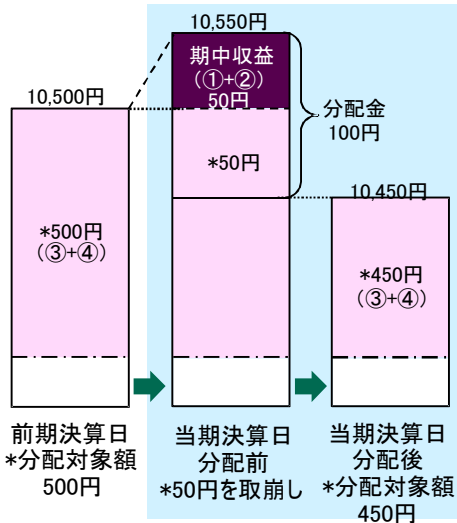 10,550円
期中収益
（①+②）
50円
10,500円
分配金
100円
*50円
10,450円
*500円
（③+④）
*450円
（③+④）
前期決算日
*分配対象額
500円
当期決算日
分配前
*50円を取崩し
当期決算日
分配後
*分配対象額
450円